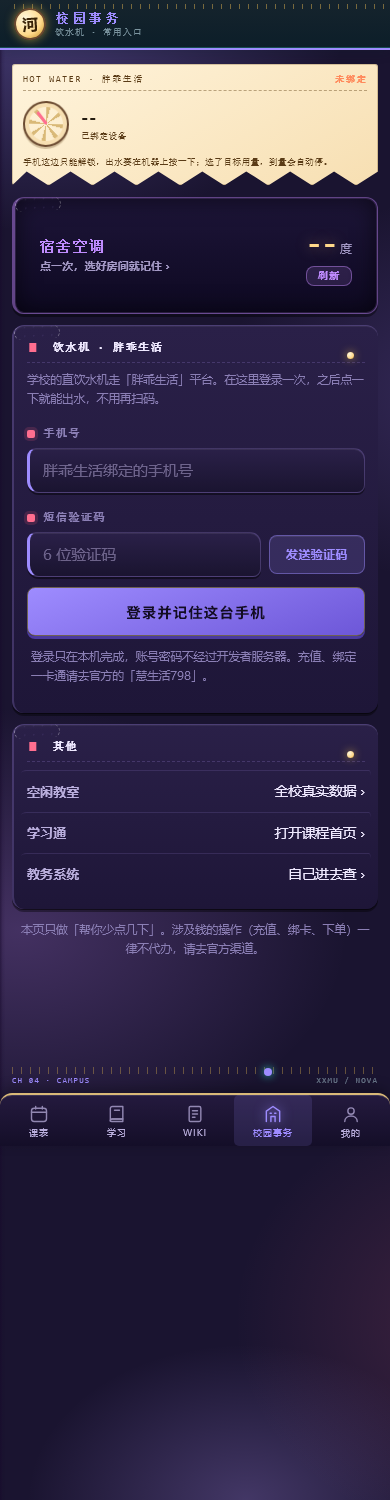 河
校园事务
饮水机 · 常用入口
HOT WATER · 胖乖生活
未绑定
--
已绑定设备
手机这边只能解锁，出水要在机器上按一下；选了目标用量，到量会自动停。
宿舍空调
点一次，选好房间就记住 ›
-- 度
刷新
饮水机 · 胖乖生活
学校的直饮水机走「胖乖生活」平台。在这里登录一次，之后点一
下就能出水，不用再扫码。
手机号
胖乖生活绑定的手机号
短信验证码
6 位验证码
发送验证码
登录并记住这台手机
登录只在本机完成，账号密码不经过开发者服务器。充值、绑定
一卡通请去官方的「慧生活798」。
其他
空闲教室
全校真实数据 ›
学习通
打开课程首页 ›
教务系统
自己进去查 ›
本页只做「帮你少点几下」。涉及钱的操作（充值、绑卡、下单）一
律不代办，请去官方渠道。
CH 04 · CAMPUS
XXMU / NOVA
课表
学习
WIKI
校园事务
我的